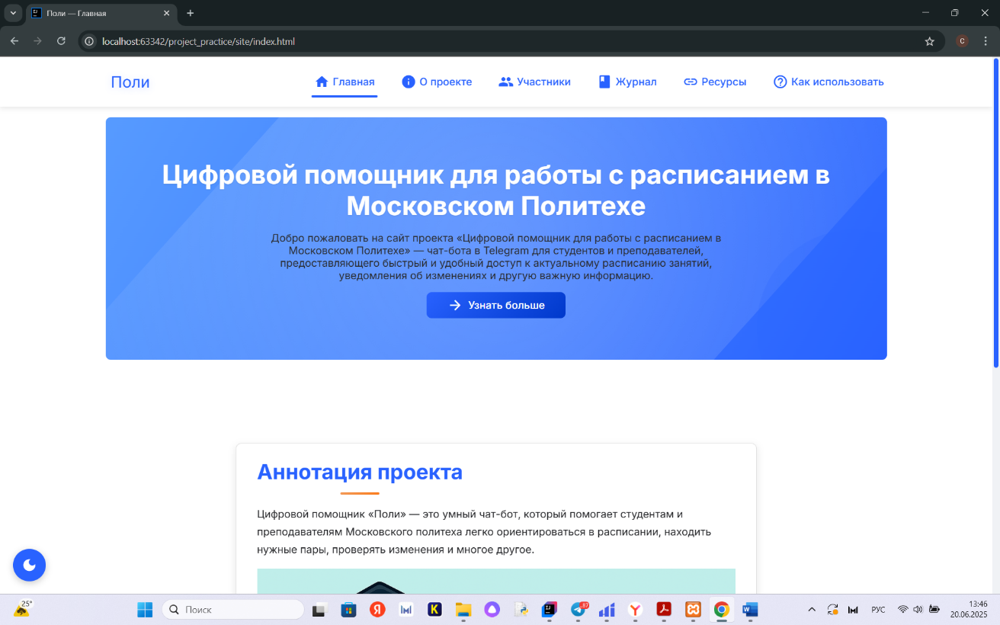 Поли — Главная
localhost:63342/project_practice/site/index.html
C
Поли
Главная
О проекте
Участники
Журнал
Ресурсы
Как использовать
Цифровой помощник для работы с расписанием в
Московском Политехе
Добро пожаловать на сайт проекта «Цифровой помощник для работы с расписанием в
Московском Политехе» — чат-бота в Telegram для студентов и преподавателей,
предоставляющего быстрый и удобный доступ к актуальному расписанию занятий,
уведомления об изменениях и другую важную информацию.
Узнать больше
Аннотация проекта
Цифровой помощник «Поли» — это умный чат-бот, который помогает студентам и
преподавателям Московского политеха легко ориентироваться в расписании, находить
нужные пары, проверять изменения и многое другое.
25°
Поиск
87
РУС
13:46
20.06.2025